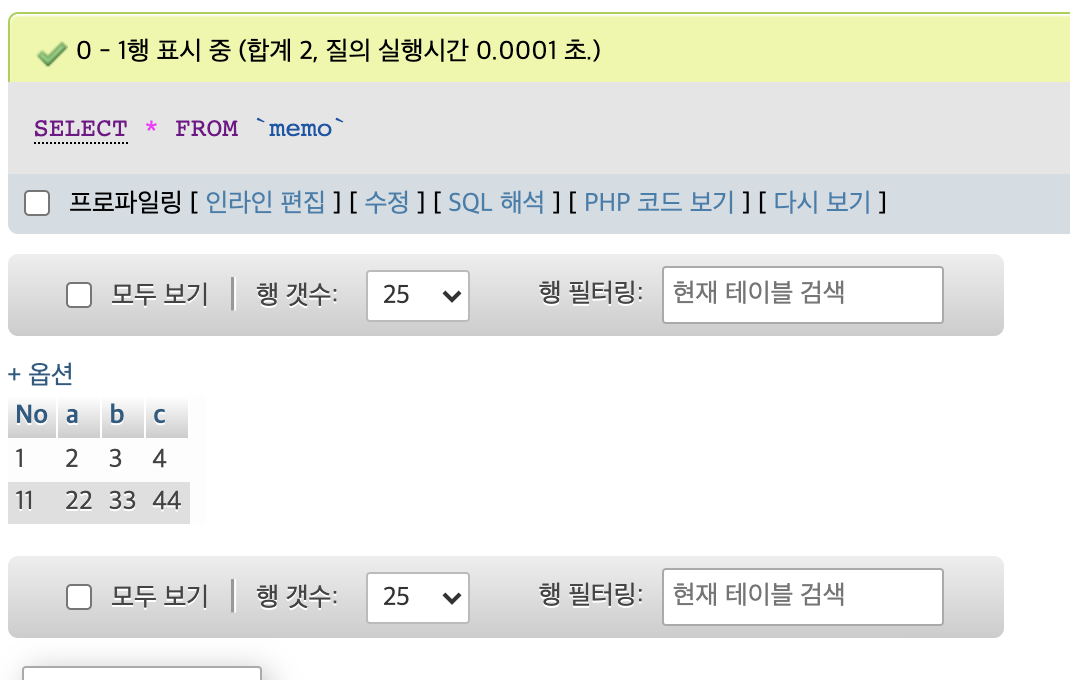 0 - 1행 표시 중 (합계 2, 질의 실행시간 0.0001 초.)
SELECT * FROM `memo`
프로파일링 [ 인라인 편집 ] [ 수정 ] [ SQL 해석 ] [ PHP 코드 보기 ] [ 다시 보기 ]
모두 보기 | 행 갯수: 25 행 필터링: 현재 테이블 검색
+ 옵션
No a b c
1 2 3 4
11 22 33 44
모두 보기 | 행 갯수: 25 행 필터링: 현재 테이블 검색